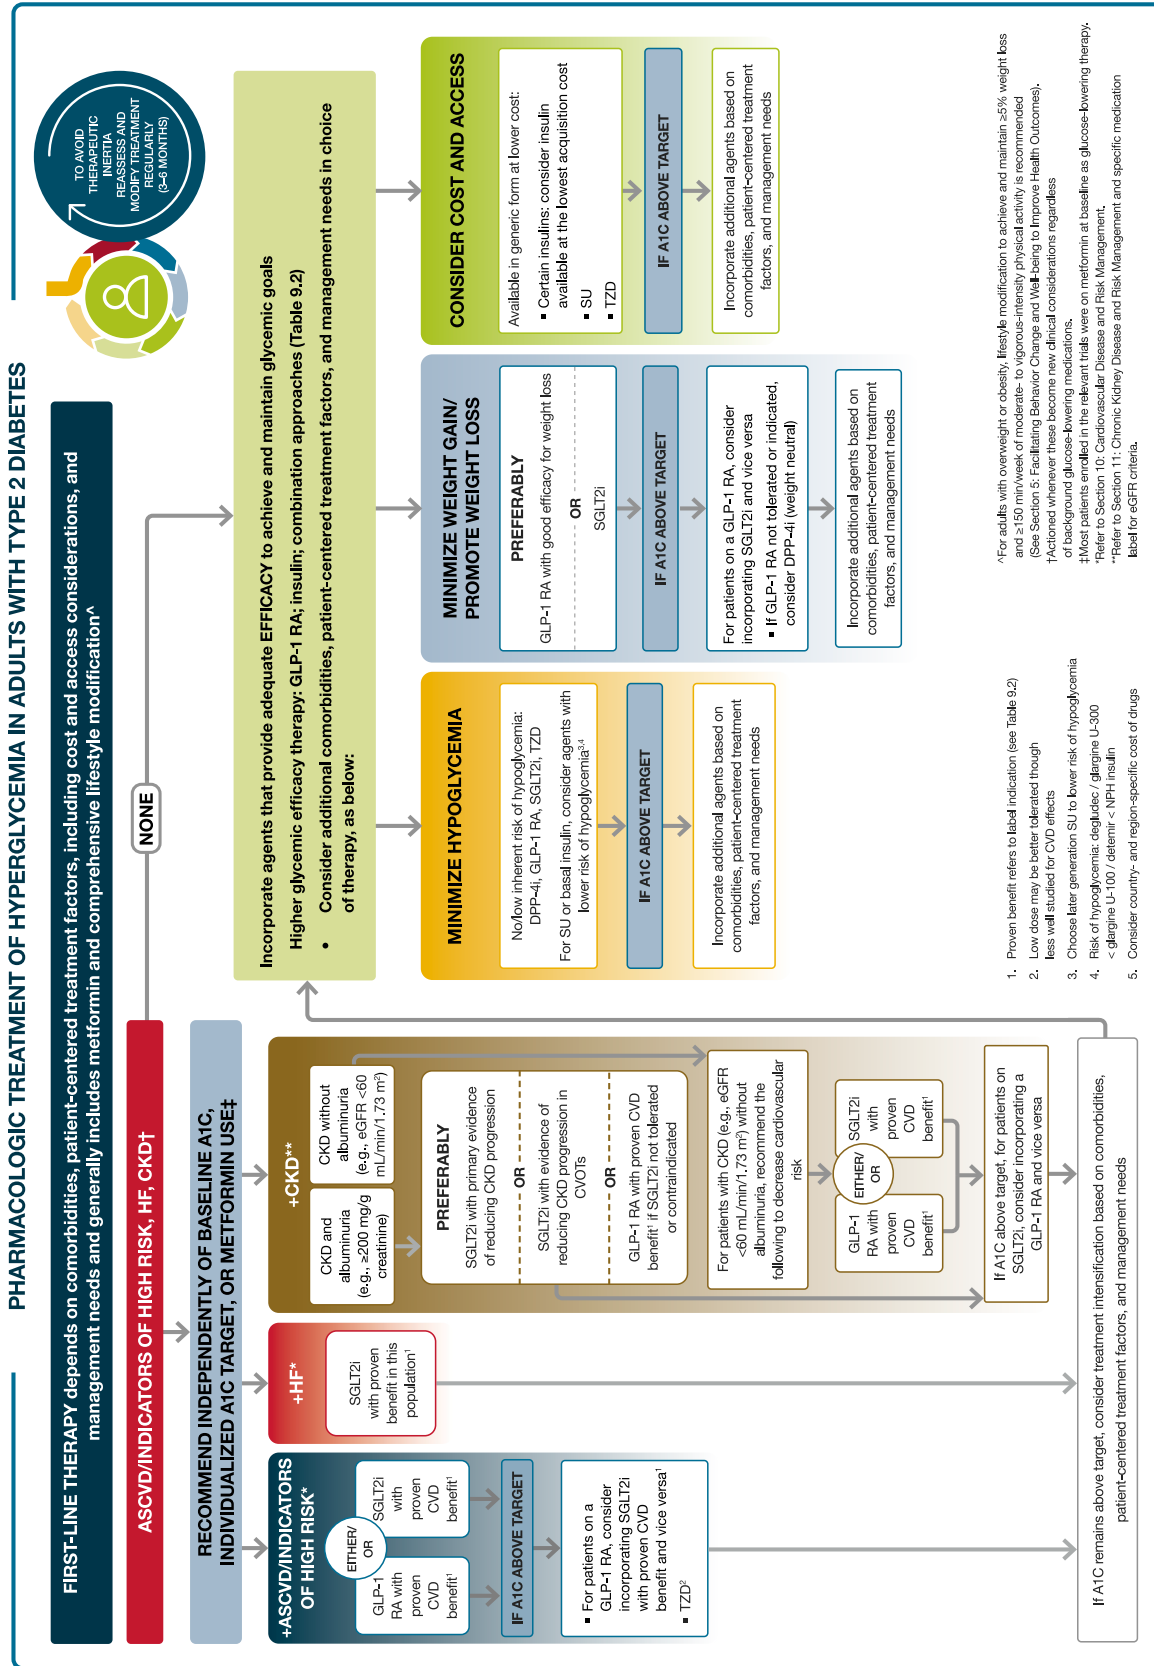 PHARMACOLOGIC TREATMENT OF HYPERGLYCEMIA IN ADULTS WITH TYPE 2 DIABETES
TO AVOID
THERAPEUTIC
INERTIA
REASSESS AND
MODIFY TREATMENT
REGULARLY
(3–6 MONTHS)
FIRST-LINE THERAPY depends on comorbidities, patient-centered treatment factors, including cost and access considerations, and
management needs and generally includes metformin and comprehensive lifestyle modification^
ASCVD/INDICATORS OF HIGH RISK, HF, CKD†
NONE
RECOMMEND INDEPENDENTLY OF BASELINE A1C,
INDIVIDUALIZED A1C TARGET, OR METFORMIN USE‡
+ASCVD/INDICATORS
OF HIGH RISK*
GLP-1
RA with
proven
CVD
benefit¹
EITHER/
OR
SGLT2i
with
proven
CVD
benefit¹
IF A1C ABOVE TARGET
▪ For patients on a
GLP-1 RA, consider
incorporating SGLT2i
with proven CVD
benefit and vice versa¹
▪ TZD²
+HF*
SGLT2i
with proven
benefit in this
population¹
+CKD**
CKD and
albuminuria
(e.g., ≥200 mg/g
creatinine)
CKD without
albuminuria
(e.g., eGFR <60
mL/min/1.73 m²)
PREFERABLY
SGLT2i with primary evidence
of reducing CKD progression
OR
SGLT2i with evidence of
reducing CKD progression in
CVOTs
OR
GLP-1 RA with proven CVD
benefit¹ if SGLT2i not tolerated
or contraindicated
For patients with CKD (e.g., eGFR
<60 mL/min/1.73 m²) without
albuminuria, recommend the
following to decrease cardiovascular
risk
GLP-1
RA with
proven
CVD
benefit¹
EITHER/
OR
SGLT2i
with
proven
CVD
benefit¹
If A1C above target, for patients on
SGLT2i, consider incorporating a
GLP-1 RA and vice versa
If A1C remains above target, consider treatment intensification based on comorbidities,
patient-centered treatment factors, and management needs
Incorporate agents that provide adequate EFFICACY to achieve and maintain glycemic goals
Higher glycemic efficacy therapy: GLP-1 RA; insulin; combination approaches (Table 9.2)
• Consider additional comorbidities, patient-centered treatment factors, and management needs in choice
of therapy, as below:
MINIMIZE HYPOGLYCEMIA
No/low inherent risk of hypoglycemia:
DPP-4i, GLP-1 RA, SGLT2i, TZD
For SU or basal insulin, consider agents with
lower risk of hypoglycemia³,⁴
IF A1C ABOVE TARGET
Incorporate additional agents based on
comorbidities, patient-centered treatment
factors, and management needs
MINIMIZE WEIGHT GAIN/
PROMOTE WEIGHT LOSS
PREFERABLY
GLP-1 RA with good efficacy for weight loss
OR
SGLT2i
IF A1C ABOVE TARGET
For patients on a GLP-1 RA, consider
incorporating SGLT2i and vice versa
▪ If GLP-1 RA not tolerated or indicated,
consider DPP-4i (weight neutral)
Incorporate additional agents based on
comorbidities, patient-centered treatment
factors, and management needs
CONSIDER COST AND ACCESS
Available in generic form at lower cost:
▪ Certain insulins: consider insulin
available at the lowest acquisition cost
▪ SU
▪ TZD
IF A1C ABOVE TARGET
Incorporate additional agents based on
comorbidities, patient-centered treatment
factors, and management needs
1. Proven benefit refers to label indication (see Table 9.2)
2. Low dose may be better tolerated though
less well studied for CVD effects
3. Choose later generation SU to lower risk of hypoglycemia
4. Risk of hypoglycemia: degludec / glargine U-300
< glargine U-100 / detemir < NPH insulin
5. Consider country- and region-specific cost of drugs
^For adults with overweight or obesity, lifestyle modification to achieve and maintain ≥5% weight loss
and ≥150 min/week of moderate- to vigorous-intensity physical activity is recommended
(See Section 5: Facilitating Behavior Change and Well-being to Improve Health Outcomes).
†Actioned whenever these become new clinical considerations regardless
of background glucose-lowering medications.
‡Most patients enrolled in the relevant trials were on metformin at baseline as glucose-lowering therapy.
*Refer to Section 10: Cardiovascular Disease and Risk Management.
**Refer to Section 11: Chronic Kidney Disease and Risk Management and specific medication
label for eGFR criteria.